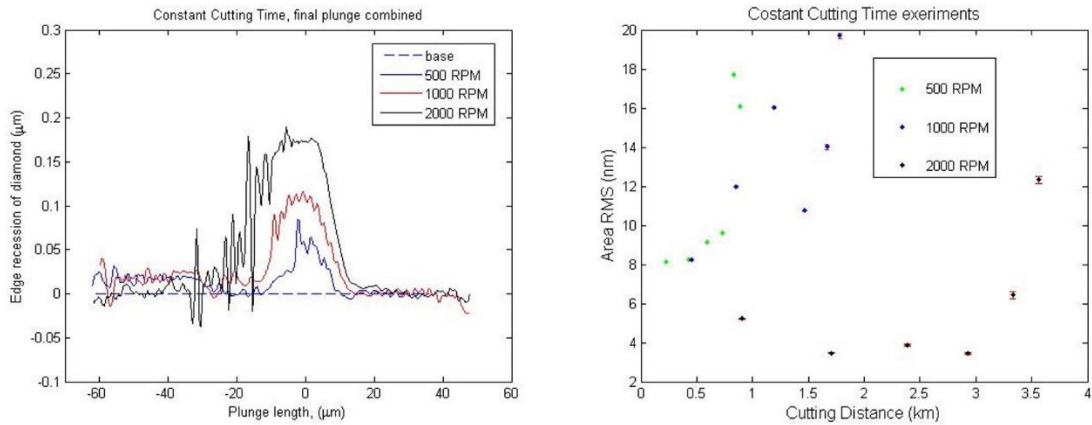 Constant Cutting Time, final plunge combined
Edge recession of diamond (μm)
0.3
0.25
0.2
0.15
0.1
0.05
0
-0.05
-0.1
-60
-40
-20
0
20
40
60
Plunge length, (μm)
base
500 RPM
1000 RPM
2000 RPM
Costant Cutting Time exeriments
Area RMS (nm)
20
18
16
14
12
10
8
6
4
2
0
0.5
1
1.5
2
2.5
3
3.5
4
Cutting Distance (km)
500 RPM
1000 RPM
2000 RPM